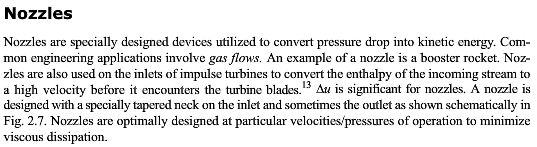 Nozzles
Nozzles are specially designed devices utilized to convert pressure drop into kinetic energy. Com-
mon engineering applications involve gas flows. An example of a nozzle is a booster rocket. Noz-
zles are also used on the inlets of impulse turbines to convert the enthalpy of the incoming stream to
a high velocity before it encounters the turbine blades.¹³ Δu is significant for nozzles. A nozzle is
designed with a specially tapered neck on the inlet and sometimes the outlet as shown schematically in
Fig. 2.7. Nozzles are optimally designed at particular velocities/pressures of operation to minimize
viscous dissipation.